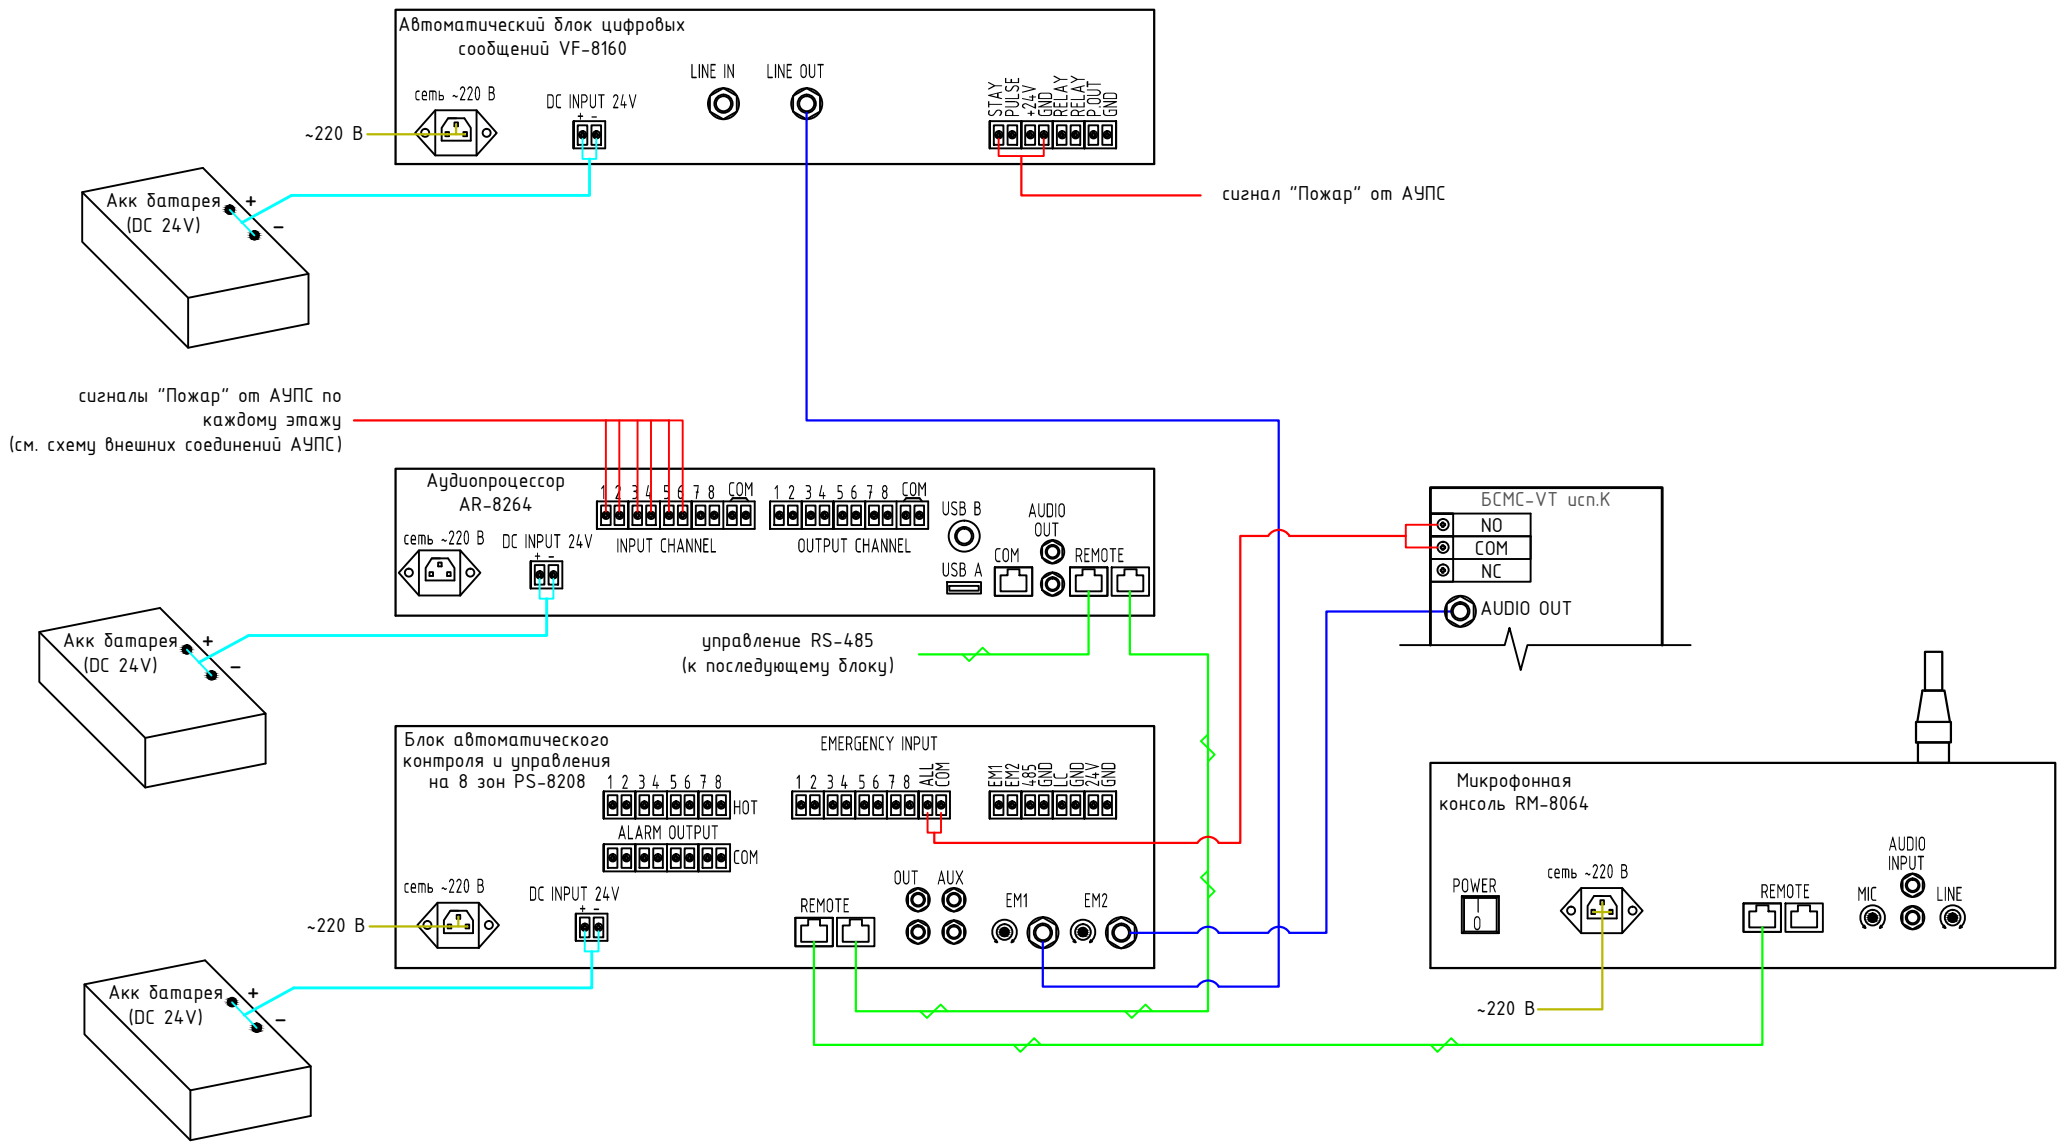 Автоматический блок цифровых
сообщений VF-8160
LINE IN
LINE OUT
сеть ~220 В
DC INPUT 24V
+ -
STAY
PULSE
+24V
GND
RELAY
RELAY
P.OUT
GND
~220 В
сигнал "Пожар" от АУПС
Акк батарея
(DC 24V)
+
-
сигналы "Пожар" от АУПС по
каждому этажу
(см. схему внешних соединений АУПС)
Аудиопроцессор
AR-8264
1 2 3 4 5 6 7 8 COM
INPUT CHANNEL
1 2 3 4 5 6 7 8 COM
OUTPUT CHANNEL
USB B
USB A
AUDIO
OUT
COM
REMOTE
сеть ~220 В
DC INPUT 24V
+ -
БСМС-VT исп.К
NO
COM
NC
AUDIO OUT
Акк батарея
(DC 24V)
+
-
управление RS-485
(к последующему блоку)
Блок автоматического
контроля и управления
на 8 зон PS-8208
1 2 3 4 5 6 7 8
HOT
ALARM OUTPUT
COM
EMERGENCY INPUT
1 2 3 4 5 6 7 8
ALL
COM
EM1
EM2
485
GND
LC
GND
24V
GND
сеть ~220 В
DC INPUT 24V
+ -
REMOTE
OUT
AUX
EM1
EM2
~220 В
Микрофонная
консоль RM-8064
POWER
I
0
сеть ~220 В
REMOTE
MIC
AUDIO
INPUT
LINE
~220 В
Акк батарея
(DC 24V)
+
-